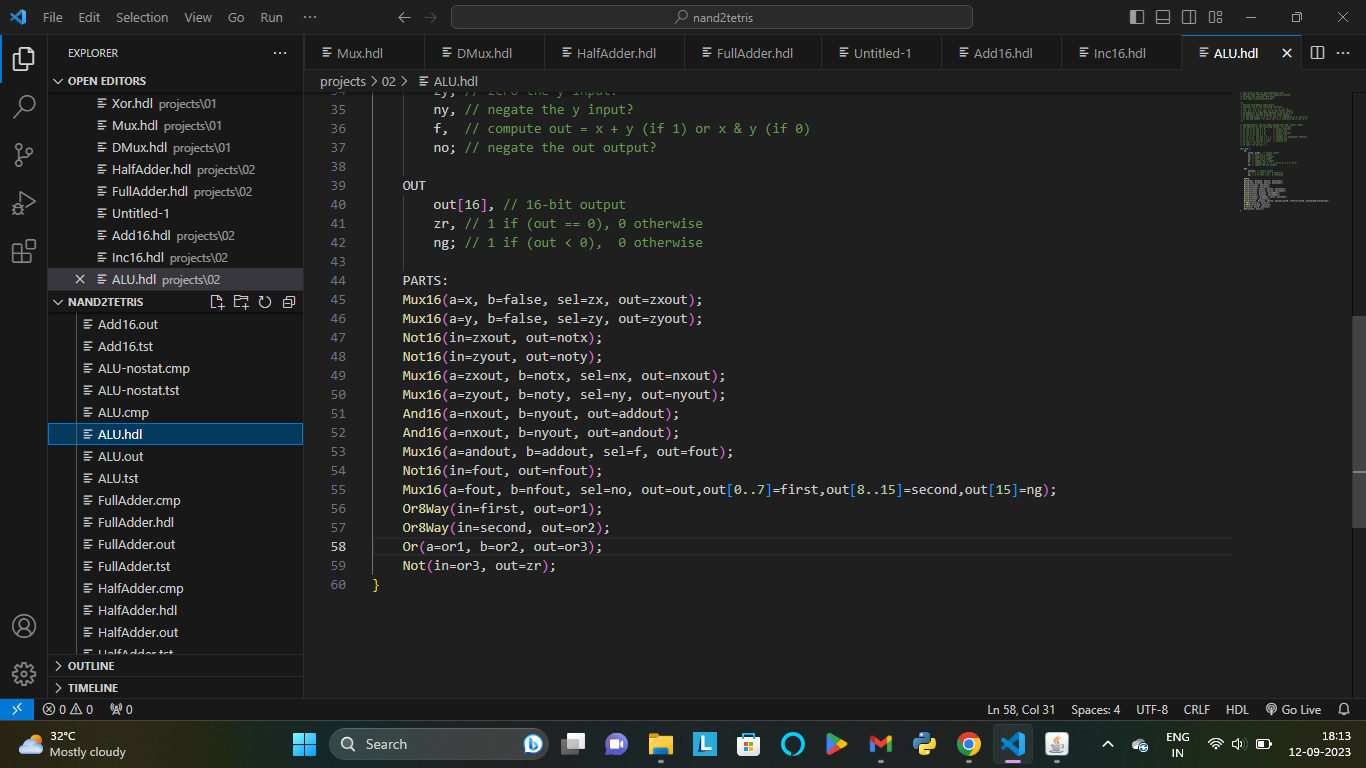 File Edit Selection View Go Run ··· nand2tetris
EXPLORER ···
OPEN EDITORS
Xor.hdl projects\01
Mux.hdl projects\01
DMux.hdl projects\01
HalfAdder.hdl projects\02
FullAdder.hdl projects\02
Untitled-1
Add16.hdl projects\02
Inc16.hdl projects\02
ALU.hdl projects\02
NAND2TETRIS
Add16.out
Add16.tst
ALU-nostat.cmp
ALU-nostat.tst
ALU.cmp
ALU.hdl
ALU.out
ALU.tst
FullAdder.cmp
FullAdder.hdl
FullAdder.out
FullAdder.tst
HalfAdder.cmp
HalfAdder.hdl
HalfAdder.out
HalfAdder.tst
OUTLINE
TIMELINE
Mux.hdl DMux.hdl HalfAdder.hdl FullAdder.hdl Untitled-1 Add16.hdl Inc16.hdl ALU.hdl
projects > 02 > ALU.hdl
34 zy, // zero the y input?
35 ny, // negate the y input?
36 f, // compute out = x + y (if 1) or x & y (if 0)
37 no; // negate the out output?
38
39 OUT
40 out[16], // 16-bit output
41 zr, // 1 if (out == 0), 0 otherwise
42 ng; // 1 if (out < 0), 0 otherwise
43
44 PARTS:
45 Mux16(a=x, b=false, sel=zx, out=zxout);
46 Mux16(a=y, b=false, sel=zy, out=zyout);
47 Not16(in=zxout, out=notx);
48 Not16(in=zyout, out=noty);
49 Mux16(a=zxout, b=notx, sel=nx, out=nxout);
50 Mux16(a=zyout, b=noty, sel=ny, out=nyout);
51 And16(a=nxout, b=nyout, out=addout);
52 And16(a=nxout, b=nyout, out=andout);
53 Mux16(a=andout, b=addout, sel=f, out=fout);
54 Not16(in=fout, out=nfout);
55 Mux16(a=fout, b=nfout, sel=no, out=out,out[0..7]=first,out[8..15]=second,out[15]=ng);
56 Or8Way(in=first, out=or1);
57 Or8Way(in=second, out=or2);
58 Or(a=or1, b=or2, out=or3);
59 Not(in=or3, out=zr);
60 }
0 0 0 Ln 58, Col 31 Spaces: 4 UTF-8 CRLF HDL Go Live
32°C
Mostly cloudy
Search
L
ENG
IN
18:13
12-09-2023